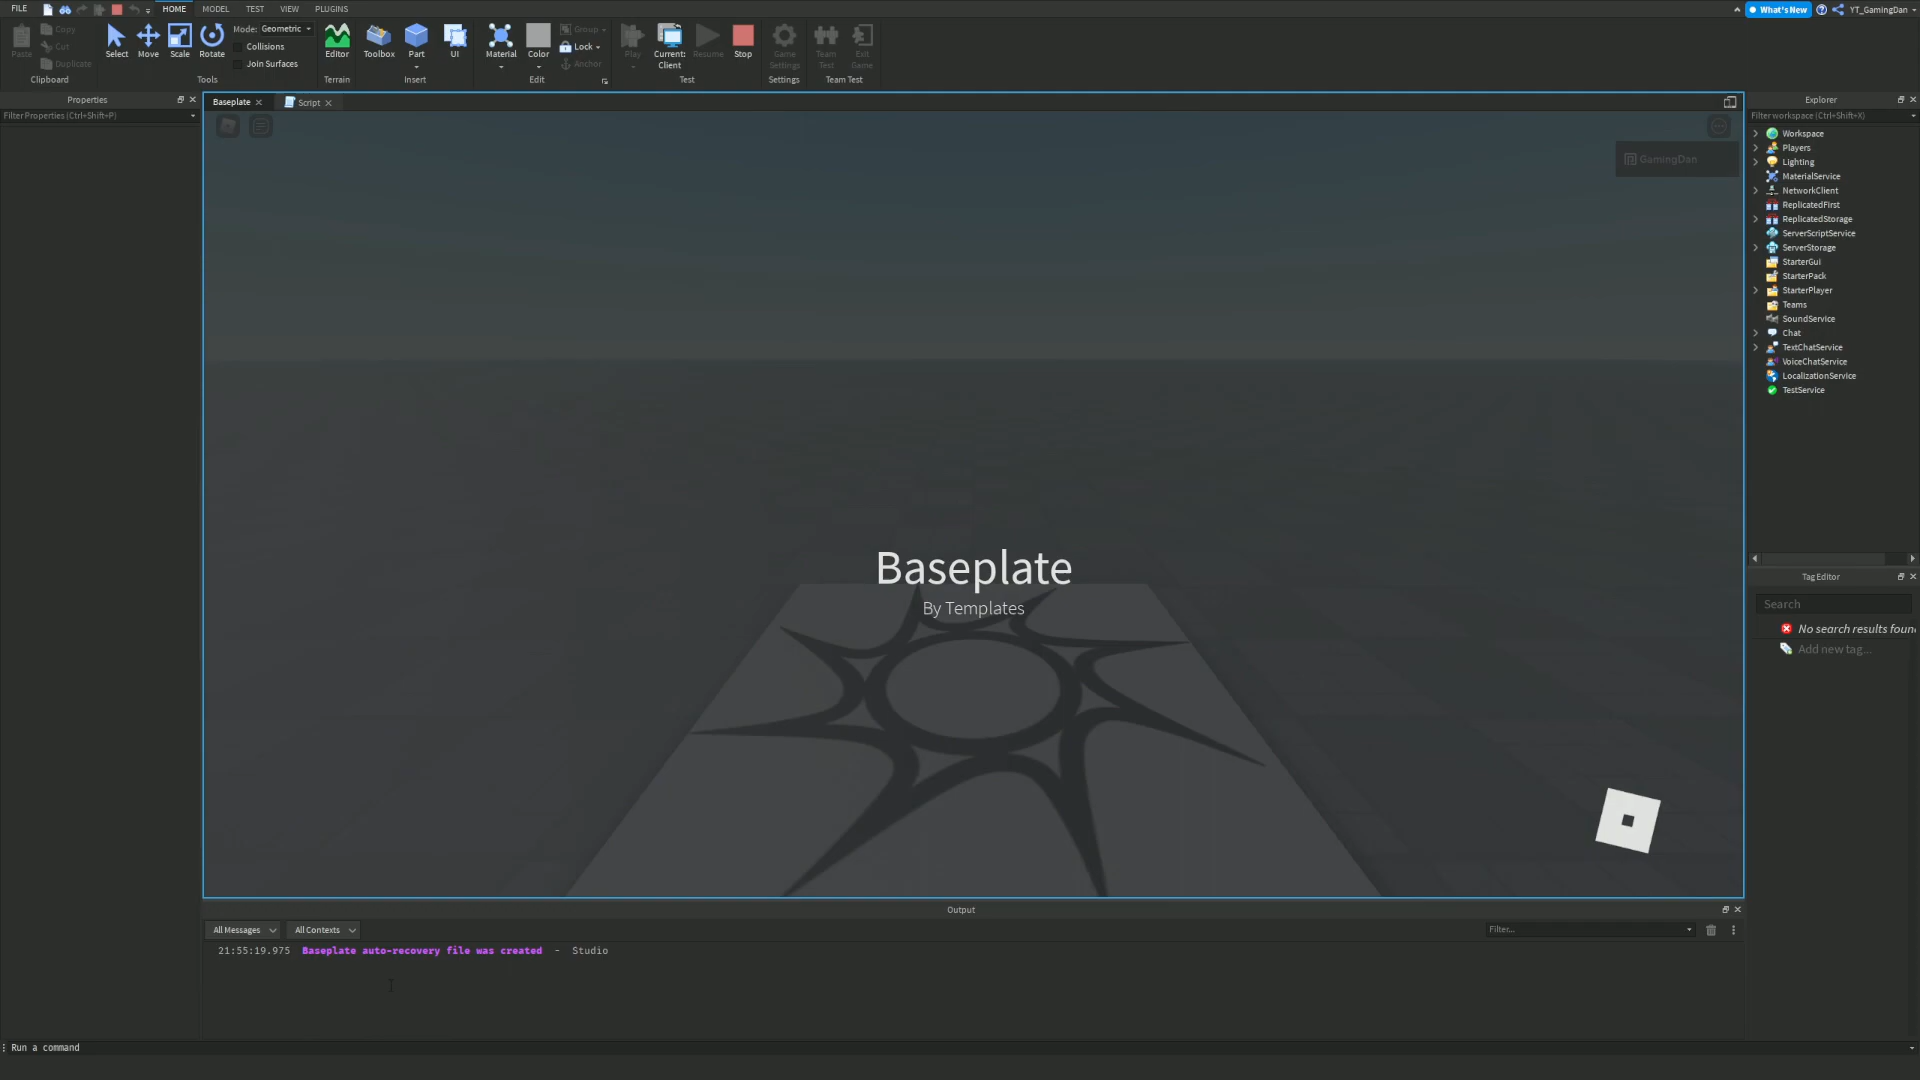 FILE
HOME
MODEL
TEST
VIEW
PLUGINS
What's New
YT_GamingDan
Paste
Copy
Cut
Duplicate
Clipboard
Select
Move
Scale
Rotate
Mode: Geometric
Collisions
Join Surfaces
Tools
Editor
Terrain
Toolbox
Part
UI
Insert
Material
Color
Group
Lock
Anchor
Edit
Play
Current: Client
Resume
Stop
Test
Game Settings
Settings
Team Test
Exit Game
Team Test
Properties
Filter Properties (Ctrl+Shift+P)
Baseplate
Script
GamingDan
Baseplate
By Templates
Explorer
Filter workspace (Ctrl+Shift+X)
Workspace
Players
Lighting
MaterialService
NetworkClient
ReplicatedFirst
ReplicatedStorage
ServerScriptService
ServerStorage
StarterGui
StarterPack
StarterPlayer
Teams
SoundService
Chat
TextChatService
VoiceChatService
LocalizationService
TestService
Tag Editor
Search
No search results foun
Add new tag...
Output
All Messages
All Contexts
Filter...
21:55:19.975 Baseplate auto-recovery file was created - Studio
Run a command